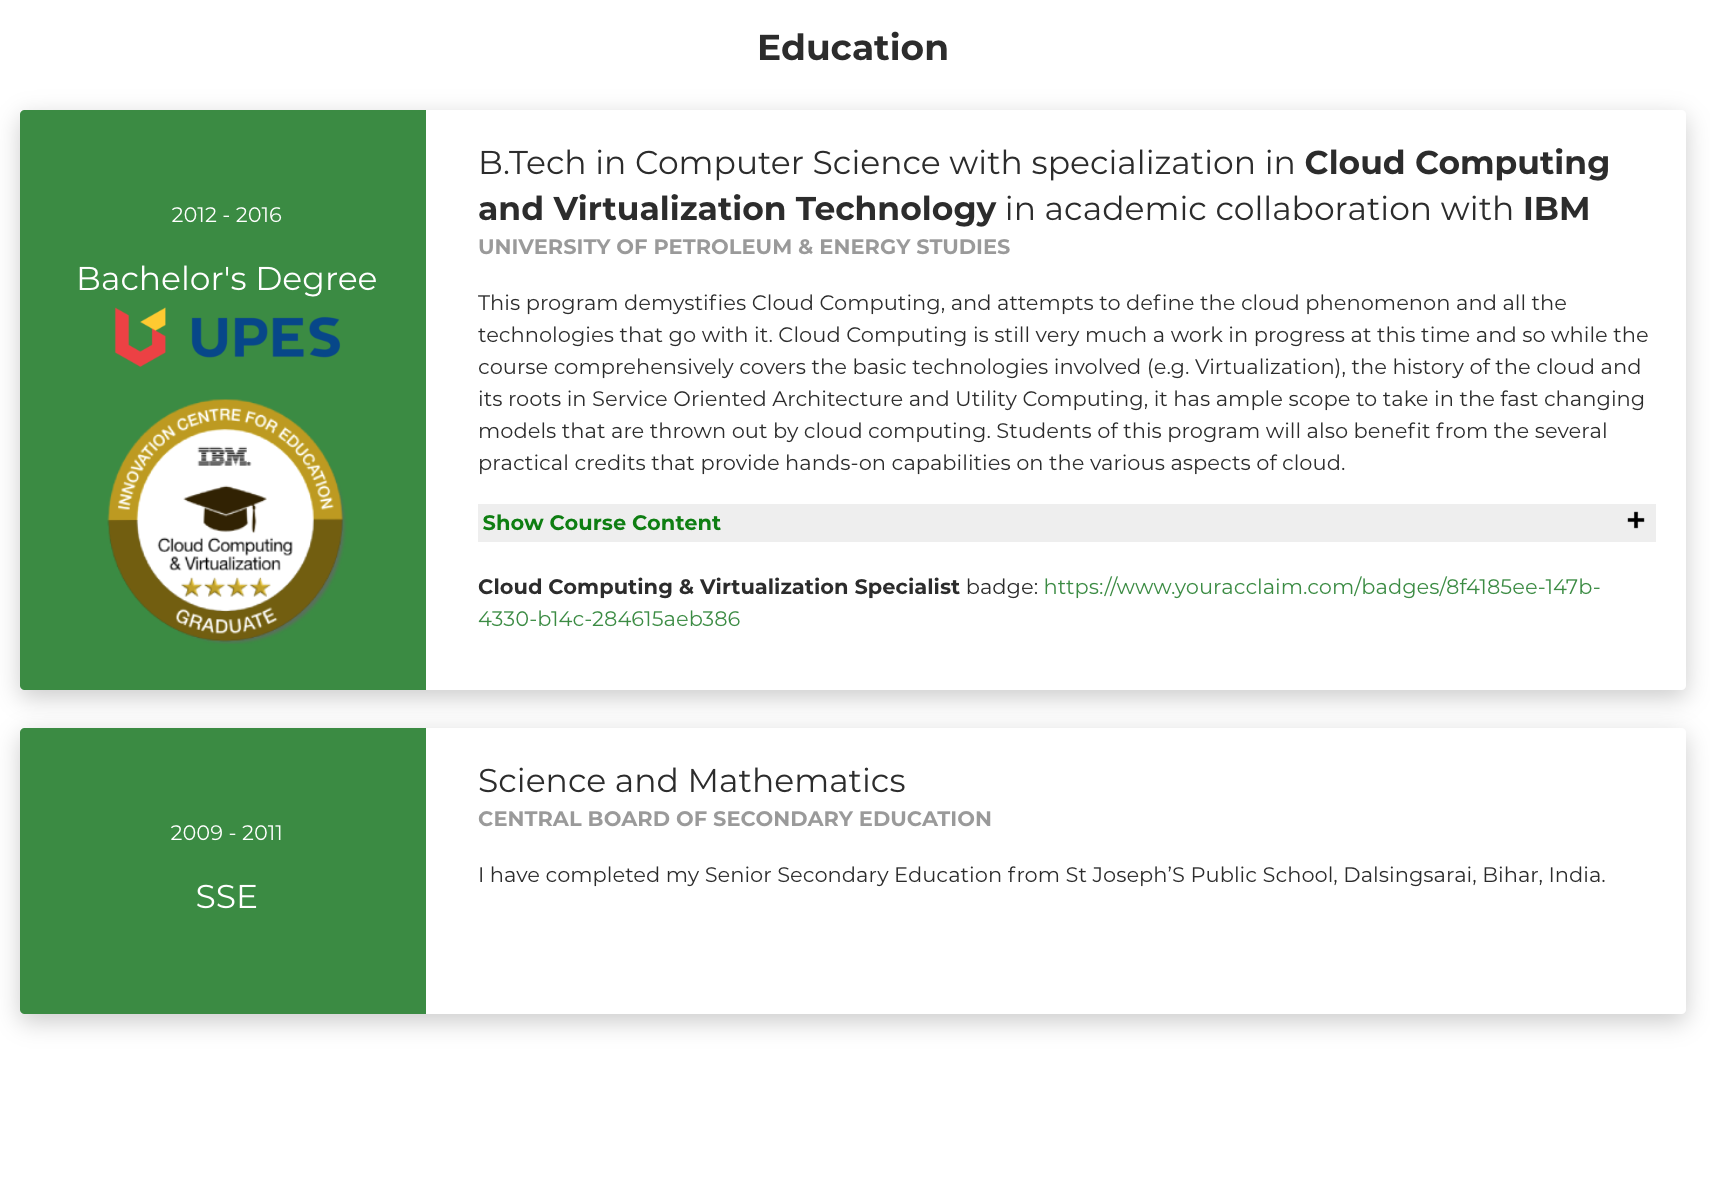 Education
2012 - 2016
Bachelor's Degree
UPES
INNOVATION CENTRE FOR EDUCATION
IBM.
Cloud Computing
& Virtualization
GRADUATE
B.Tech in Computer Science with specialization in Cloud Computing
and Virtualization Technology in academic collaboration with IBM
UNIVERSITY OF PETROLEUM & ENERGY STUDIES
This program demystifies Cloud Computing, and attempts to define the cloud phenomenon and all the
technologies that go with it. Cloud Computing is still very much a work in progress at this time and so while the
course comprehensively covers the basic technologies involved (e.g. Virtualization), the history of the cloud and
its roots in Service Oriented Architecture and Utility Computing, it has ample scope to take in the fast changing
models that are thrown out by cloud computing. Students of this program will also benefit from the several
practical credits that provide hands-on capabilities on the various aspects of cloud.
Show Course Content +
Cloud Computing & Virtualization Specialist badge: https://www.youracclaim.com/badges/8f4185ee-147b-
4330-b14c-284615aeb386
2009 - 2011
SSE
Science and Mathematics
CENTRAL BOARD OF SECONDARY EDUCATION
I have completed my Senior Secondary Education from St Joseph’S Public School, Dalsingsarai, Bihar, India.